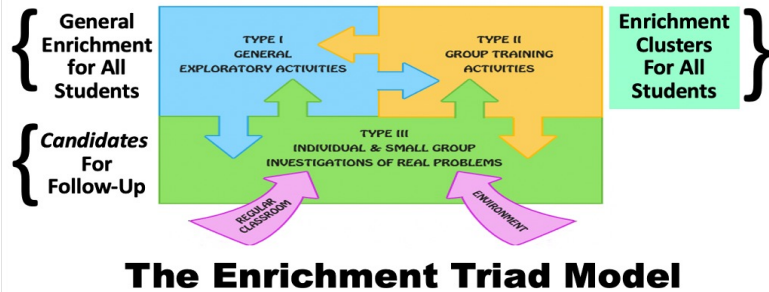 General
Enrichment
for All
Students
TYPE I
GENERAL
EXPLORATORY ACTIVITIES
TYPE II
GROUP TRAINING
ACTIVITIES
Enrichment
Clusters
For All
Students
Candidates
For
Follow-Up
TYPE III
INDIVIDUAL & SMALL GROUP
INVESTIGATIONS OF REAL PROBLEMS
REGULAR
CLASSROOM
ENVIRONMENT
The Enrichment Triad Model